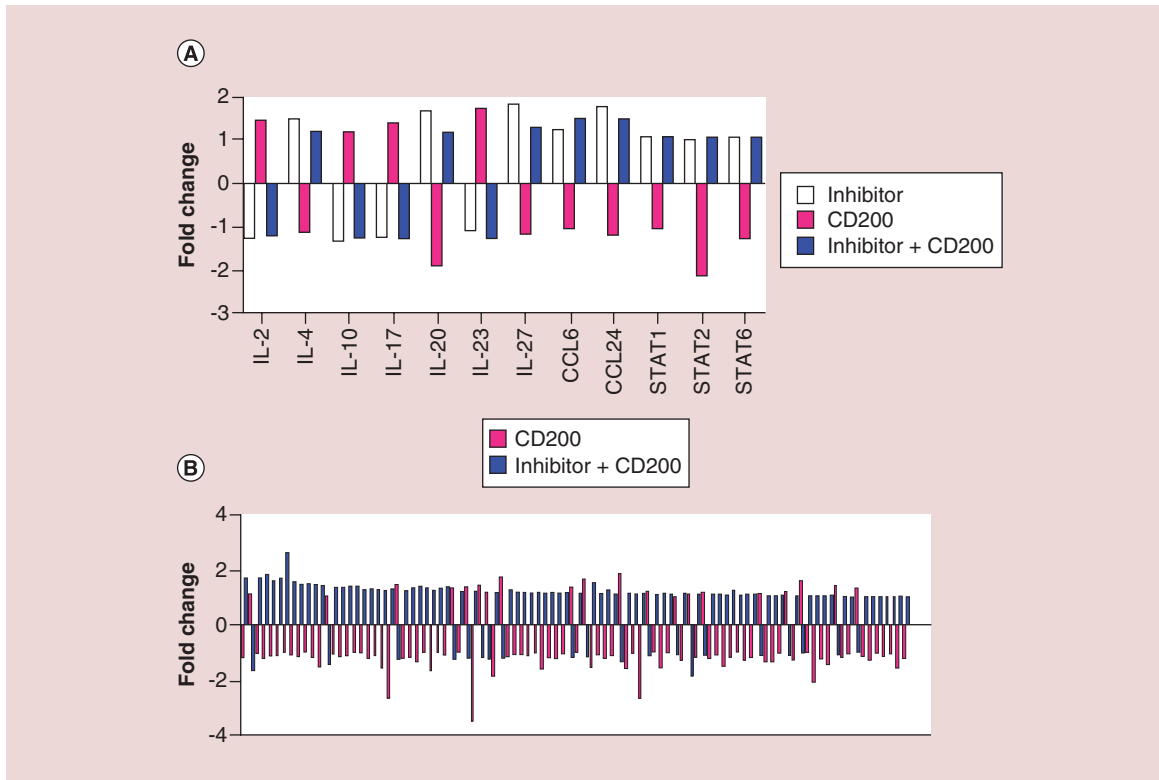 A
Fold change
2
1
0
-1
-2
-3
IL-2
IL-4
IL-10
IL-17
IL-20
IL-23
IL-27
CCL6
CCL24
STAT1
STAT2
STAT6
Inhibitor
CD200
Inhibitor + CD200
CD200
Inhibitor + CD200
B
Fold change
4
2
0
-2
-4